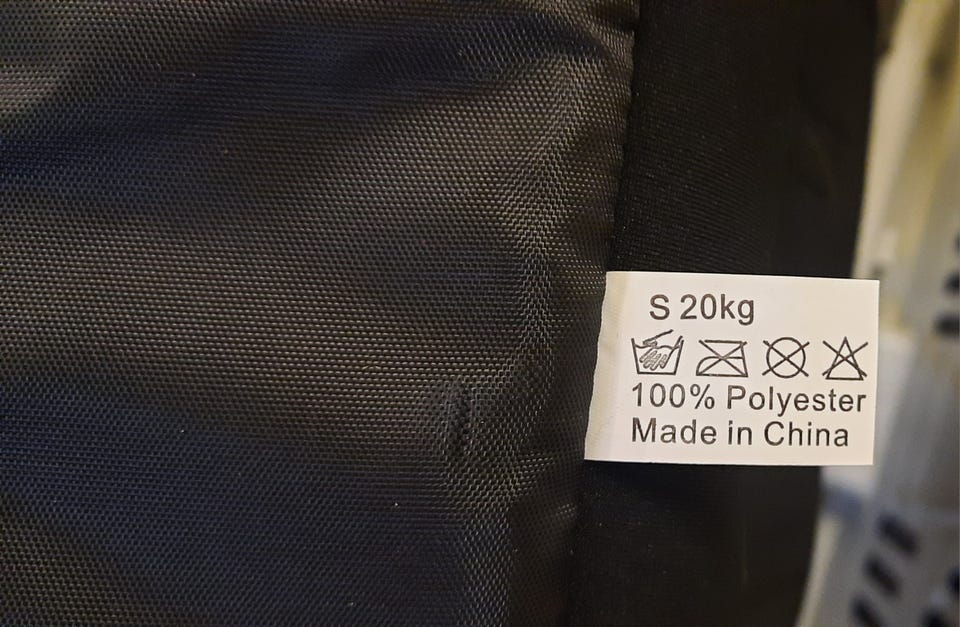 S 20kg
100% Polyester
Made in China